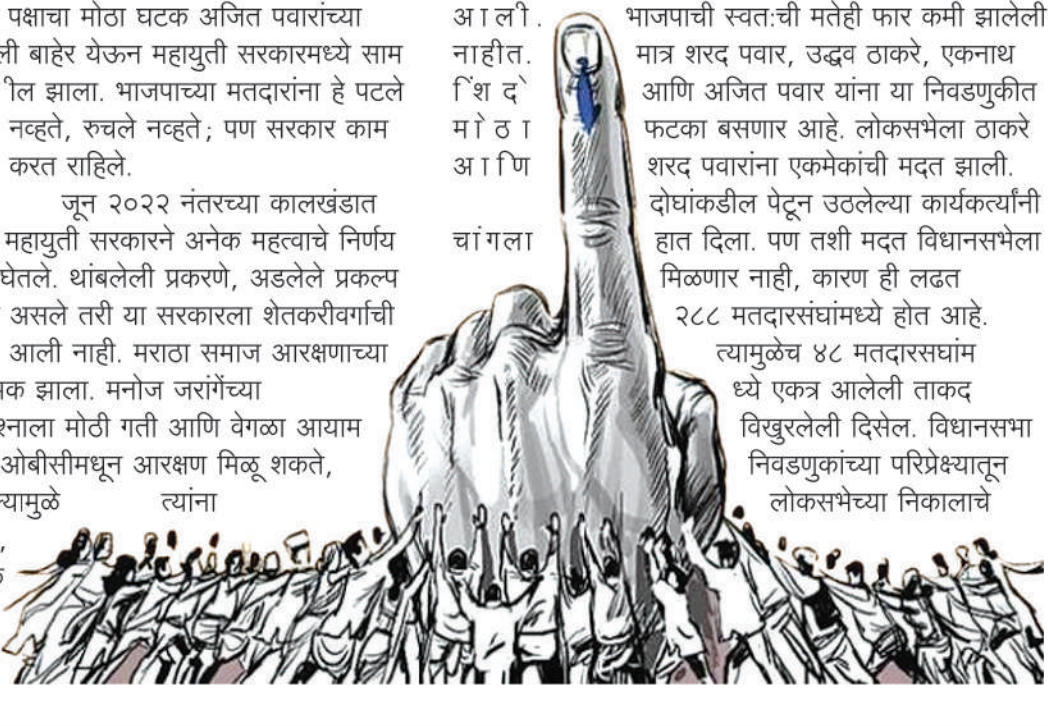 पक्षाचा मोठा घटक अजित पवारांच्या
ली बाहेर येऊन महायुती सरकारमध्ये साम
ील झाला. भाजपाच्या मतदारांना हे पटले
नव्हते, रुचले नव्हते; पण सरकार काम
करत राहिले.
जून २०२२ नंतरच्या कालखंडात
महायुती सरकारने अनेक महत्वाचे निर्णय
घेतले. थांबलेली प्रकरणे, अडलेले प्रकल्प
असले तरी या सरकारला शेतकरीवर्गाची
आली नाही. मराठा समाज आरक्षणाच्या
झाला. मनोज जरांगेंच्या
श्नाला मोठी गती आणि वेगळा आयाम
ओबीसीमधून आरक्षण मिळू शकते,
ल्यामुळे त्यांना
आली. भाजपाची स्वत:ची मतेही फार कमी झालेली
नाहीत. मात्र शरद पवार, उद्धव ठाकरे, एकनाथ
शिंदे आणि अजित पवार यांना या निवडणुकीत
मोठा फटका बसणार आहे. लोकसभेला ठाकरे
आणि शरद पवारांना एकमेकांची मदत झाली.
दोघांकडील पेटून उठलेल्या कार्यकर्त्यांनी
चांगला हात दिला. पण तशी मदत विधानसभेला
मिळणार नाही, कारण ही लढत
२८८ मतदारसंघांमध्ये होत आहे.
त्यामुळेच ४८ मतदारसघांम
ध्ये एकत्र आलेली ताकद
विखुरलेली दिसेल. विधानसभा
निवडणुकांच्या परिप्रेक्ष्यातून
लोकसभेच्या निकालाचे